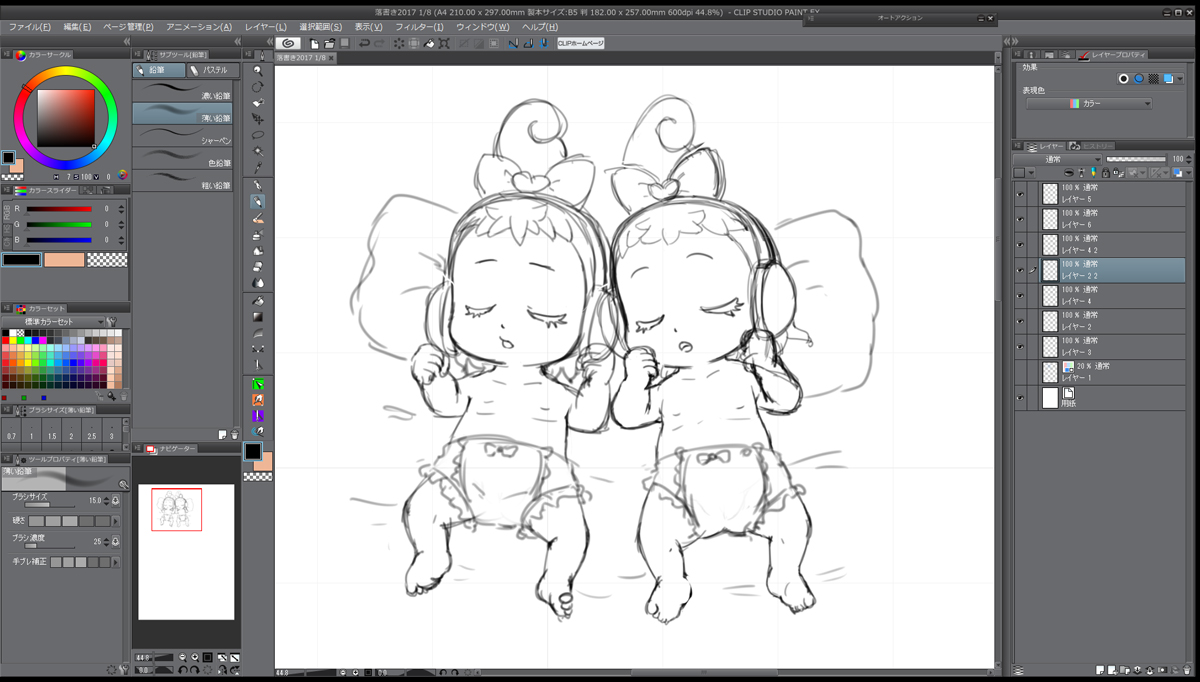 落書き2017 1/8 (A4 210.00 x 297.00mm 製本サイズ:B5 判 182.00 x 257.00mm 600dpi 44.8%) - CLIP STUDIO PAINT EX
オートアクション
ファイル(F) 編集(E) ページ管理(P) アニメーション(A) レイヤー(L) 選択範囲(S) 表示(V) フィルター(I) ウィンドウ(W) ヘルプ(H)
CLIPホームページ
落書き2017 1/8
カラーサークル
H 7 S 100 V 0
カラースライダー
R 0
G 0
B 0
カラーセット
標準カラーセット
ブラシサイズ[薄い鉛筆]
0.7 1 1.5 2 2.5 3
ツールプロパティ[薄い鉛筆]
薄い鉛筆
ブラシサイズ 15.0
硬さ
ブラシ濃度 25
手ブレ補正
サブツール[鉛筆]
鉛筆 パステル
濃い鉛筆
薄い鉛筆
シャーペン
色鉛筆
粗い鉛筆
ナビゲーター
44.8
0.0
44.8 0.0
レイヤープロパティ
効果
表現色
カラー
レイヤー ヒストリー
通常 100
100 % 通常
レイヤー 5
100 % 通常
レイヤー 6
100 % 通常
レイヤー 4 2
100 % 通常
レイヤー 2 2
100 % 通常
レイヤー 4
100 % 通常
レイヤー 2
100 % 通常
レイヤー 3
20 % 通常
レイヤー 1
用紙